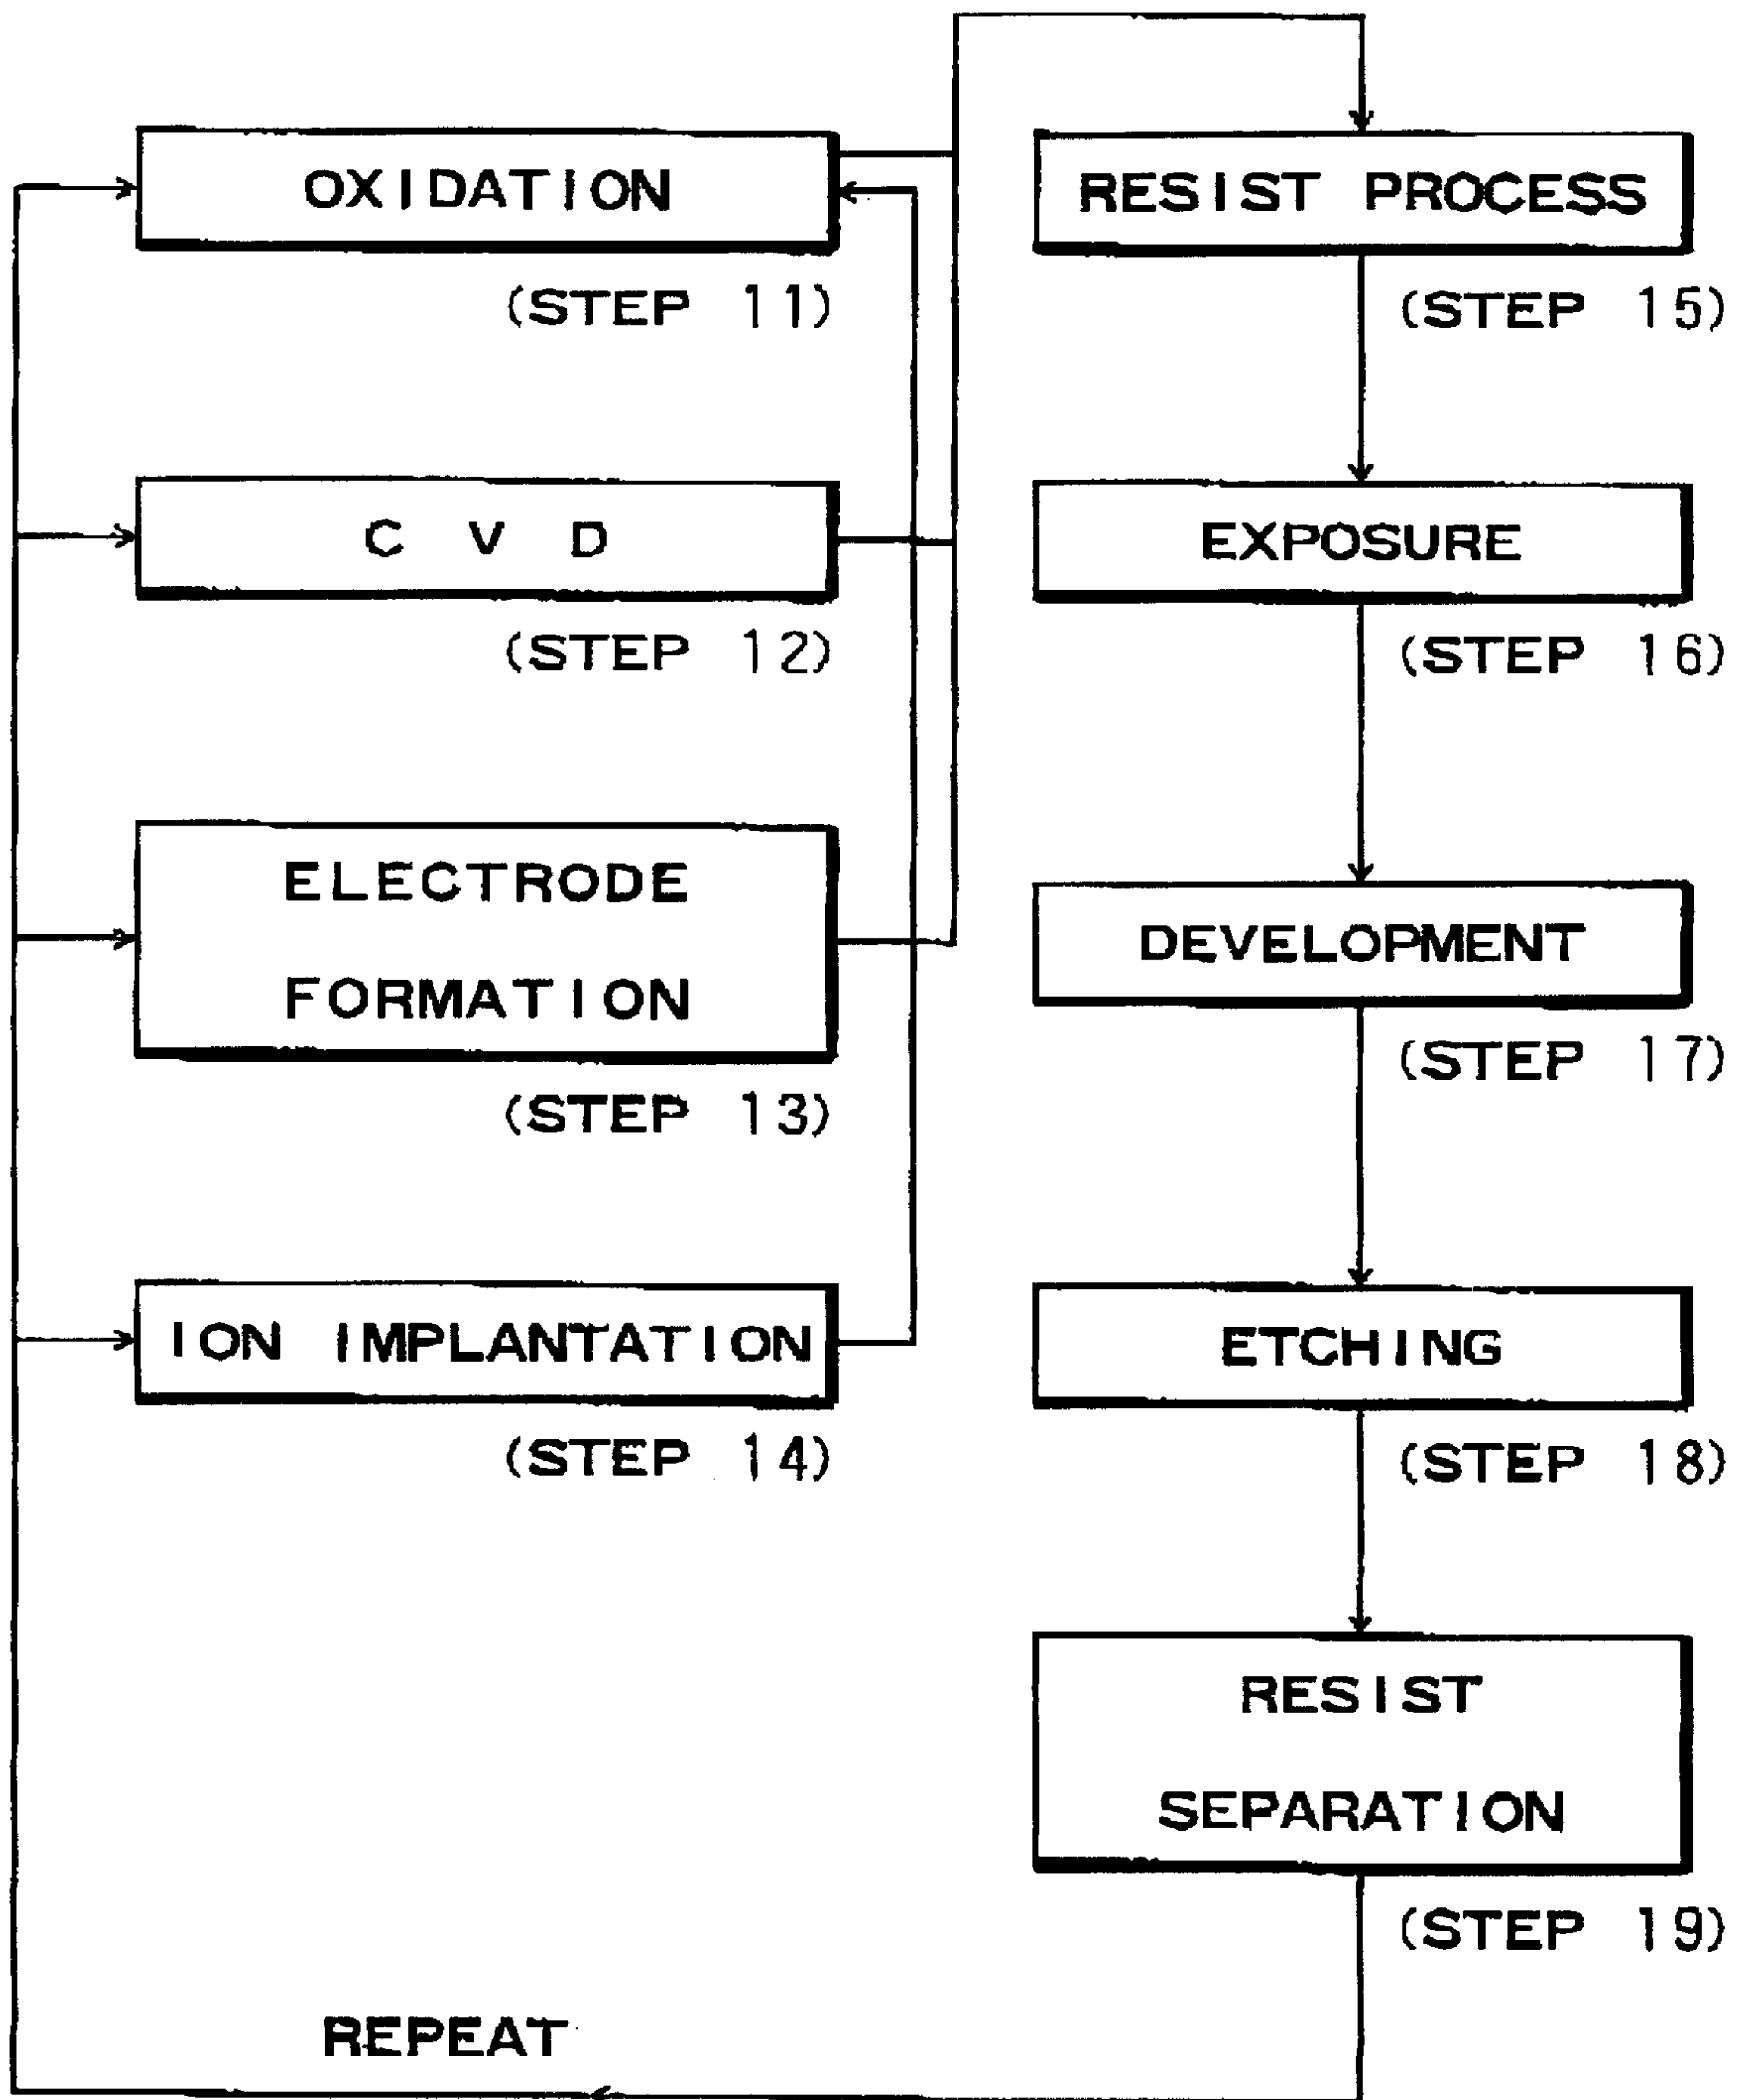 OXIDATION
(STEP 11)
C V D
(STEP 12)
ELECTRODE
FORMATION
(STEP 13)
ION IMPLANTATION
(STEP 14)
RESIST PROCESS
(STEP 15)
EXPOSURE
(STEP 16)
DEVELOPMENT
(STEP 17)
ETCHING
(STEP 18)
RESIST
SEPARATION
(STEP 19)
REPEAT